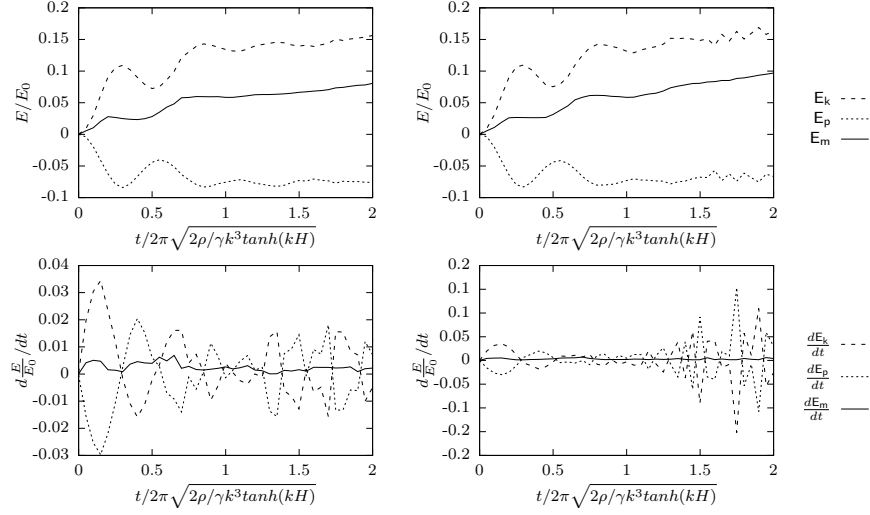 0.2
0.15
0.1
0.05
0
-0.05
-0.1
E/E₀
0 0.5 1 1.5 2
t/2π√(2ρ/γk³tanh(kH))
0.2
0.15
0.1
0.05
0
-0.05
-0.1
E/E₀
0 0.5 1 1.5 2
t/2π√(2ρ/γk³tanh(kH))
Eₖ
Eₚ
Eₘ
0.04
0.03
0.02
0.01
0
-0.01
-0.02
-0.03
d E/E₀ /dt
0 0.5 1 1.5 2
t/2π√(2ρ/γk³tanh(kH))
0.2
0.2
0.1
0.05
0.0
-0.05
-0.1
-0.2
-0.2
d E/E₀ /dt
0 0.5 1 1.5 2
t/2π√(2ρ/γk³tanh(kH))
dEₖ/dt
dEₚ/dt
dEₘ/dt